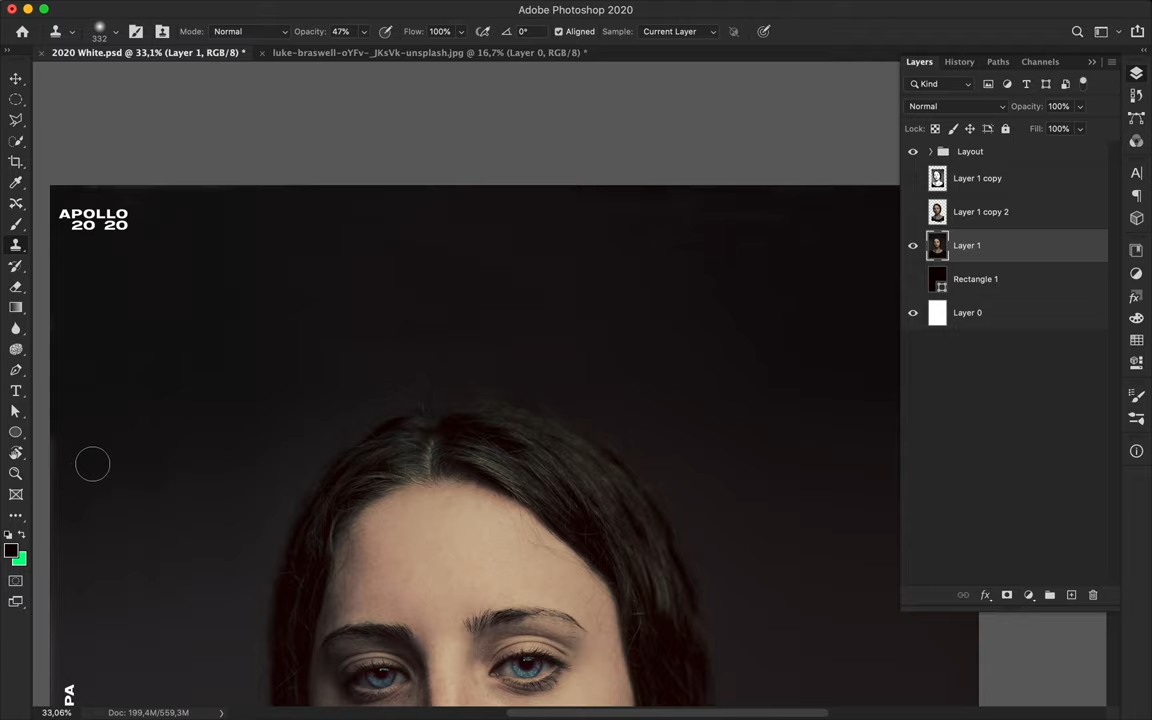 Adobe Photoshop 2020
332
Mode: Normal
Opacity: 47%
Flow: 100%
0°
Aligned
Sample: Current Layer
2020 White.psd @ 33,1% (Layer 1, RGB/8) *
luke-braswell-oYFv-_JKsVk-unsplash.jpg @ 16,7% (Layer 0, RGB/8) *
Layers
History
Paths
Channels
Kind
Normal
Opacity: 100%
Lock:
Fill: 100%
Layout
Layer 1 copy
Layer 1 copy 2
Layer 1
Rectangle 1
Layer 0
APOLLO
20 20
PA
33,06%
Doc: 199,4M/559,3M